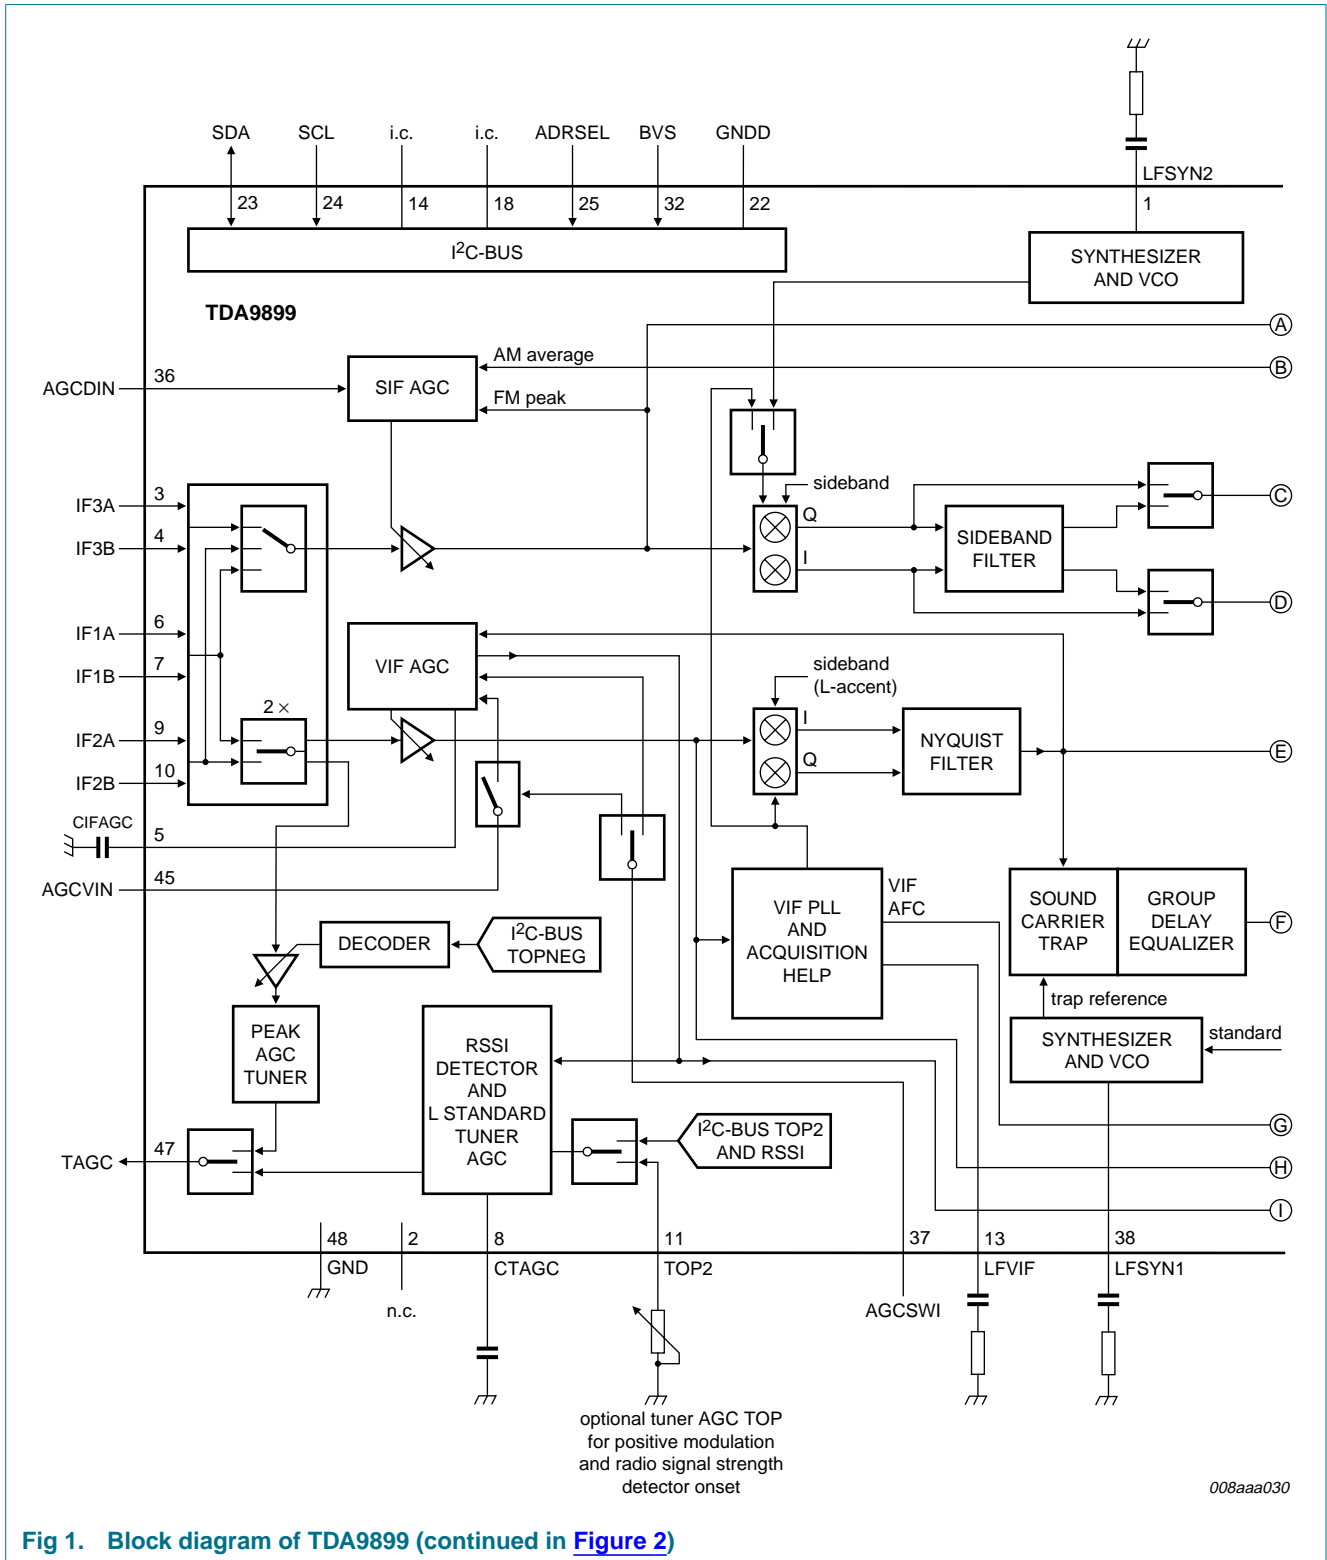 SDA SCL i.c. i.c. ADRSEL BVS GNDD
LFSYN2
23 24 14 18 25 32 22 1
I2C-BUS
SYNTHESIZER
AND VCO
TDA9899
A
AM average
B
AGCDIN 36
SIF AGC
FM peak
sideband
C
IF3A 3
IF3B 4
Q
I
SIDEBAND
FILTER
D
IF1A 6
IF1B 7
VIF AGC
sideband
(L-accent)
2 ×
IF2A 9
IF2B 10
I
Q
NYQUIST
FILTER
E
CIFAGC
5
AGCVIN 45
VIF PLL
AND
ACQUISITION
HELP
VIF
AFC
SOUND
CARRIER
TRAP
GROUP
DELAY
EQUALIZER
F
DECODER
I2C-BUS
TOPNEG
trap reference
PEAK
AGC
TUNER
RSSI
DETECTOR
AND
L STANDARD
TUNER
AGC
SYNTHESIZER
AND VCO
standard
I2C-BUS TOP2
AND RSSI
G
TAGC 47
H
I
48 2 8 11 37 13 38
GND CTAGC TOP2 LFVIF LFSYN1
n.c. AGCSWI
optional tuner AGC TOP
for positive modulation
and radio signal strength
detector onset
008aaa030
Fig 1. Block diagram of TDA9899 (continued in Figure 2)